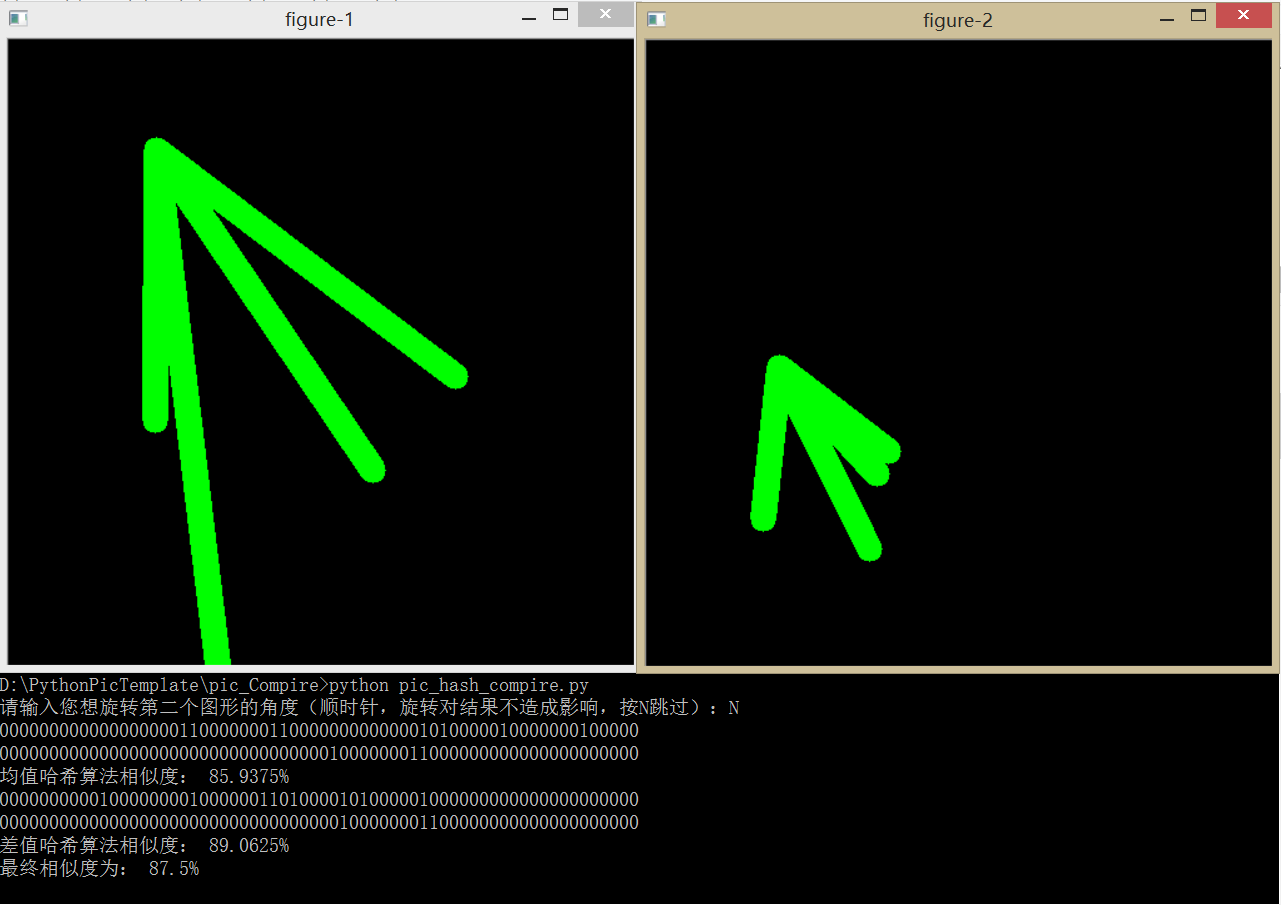 figure-1
figure-2
D:\PythonPicTemplate\pic_Compire>python pic_hash_compire.py
请输入您想旋转第二个图形的角度（顺时针，旋转对结果不造成影响，按N跳过）：N
0000000000000000001100000001100000000000001010000010000000100000
0000000000000000000000000000000001000000011000000000000000000000
均值哈希算法相似度： 85.9375%
0000000000100000000100000011010000101000001000000000000000000000
0000000000000000000000000000000000100000001100000000000000000000
差值哈希算法相似度： 89.0625%
最终相似度为： 87.5%